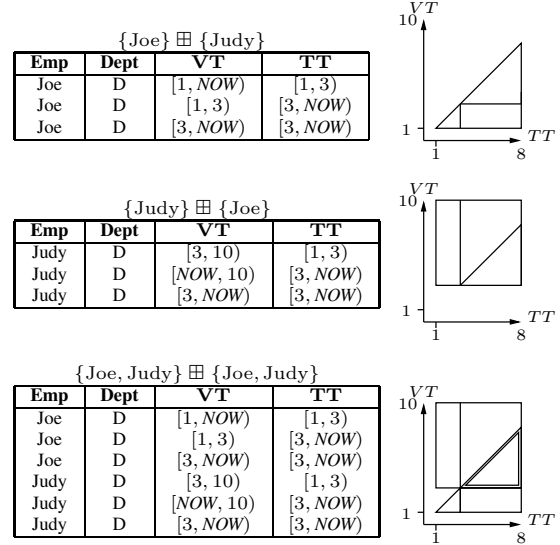 {Joe} ⊞ {Judy}
Emp Dept VT TT
Joe D [1, NOW) [1, 3)
Joe D [1, 3) [3, NOW)
Joe D [3, NOW) [3, NOW)
VT
10
1
1 8 TT
{Judy} ⊞ {Joe}
Emp Dept VT TT
Judy D [3, 10) [1, 3)
Judy D [NOW, 10) [3, NOW)
Judy D [3, NOW) [3, NOW)
VT
10
1
1 8 TT
{Joe, Judy} ⊞ {Joe, Judy}
Emp Dept VT TT
Joe D [1, NOW) [1, 3)
Joe D [1, 3) [3, NOW)
Joe D [3, NOW) [3, NOW)
Judy D [3, 10) [1, 3)
Judy D [NOW, 10) [3, NOW)
Judy D [3, NOW) [3, NOW)
VT
10
1
1 8 TT